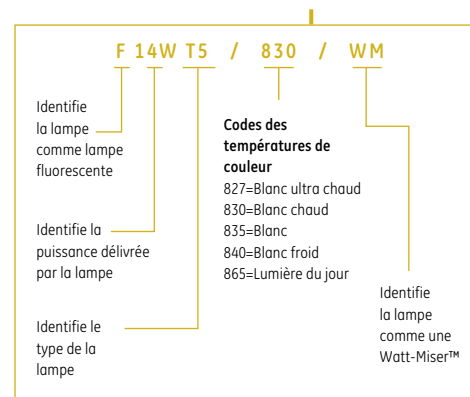 F 14W T5 / 830 / WM
Identifie
la lampe
comme lampe
fluorescente
Identifie la
puissance délivrée
par la lampe
Identifie le
type de la
lampe
Codes des
températures de
couleur
827=Blanc ultra chaud
830=Blanc chaud
835=Blanc
840=Blanc froid
865=Lumière du jour
Identifie
la lampe
comme une
Watt-Miser™